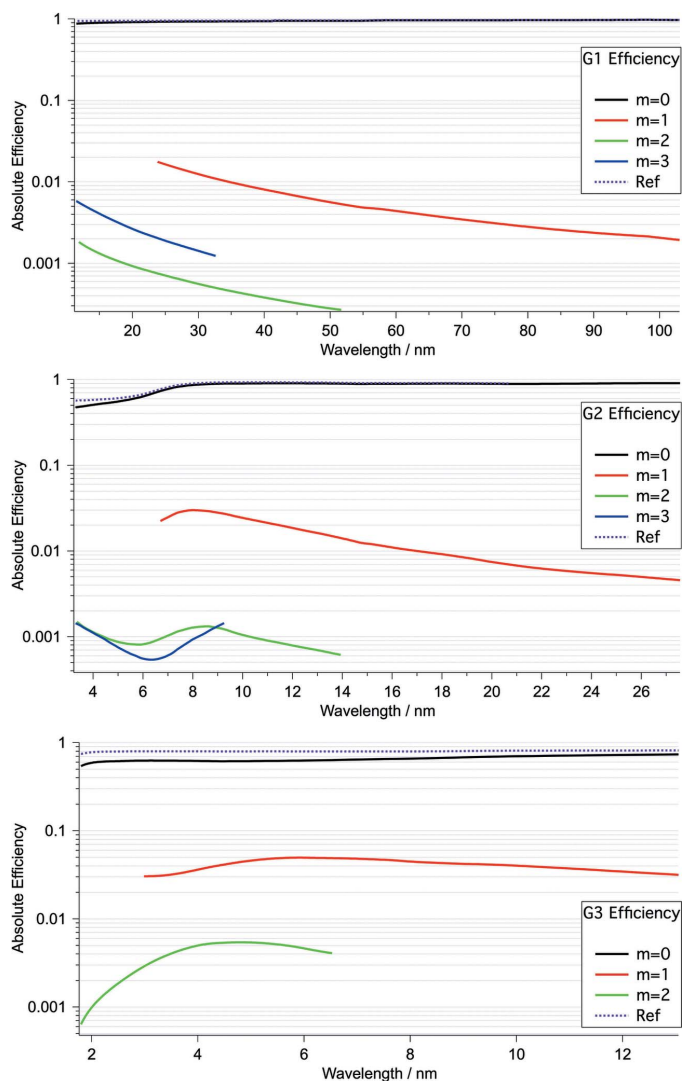 Absolute Efficiency
1
0.1
0.01
0.001
G1 Efficiency
m=0
m=1
m=2
m=3
Ref
20 30 40 50 60 70 80 90 100
Wavelength / nm
Absolute Efficiency
1
0.1
0.01
0.001
G2 Efficiency
m=0
m=1
m=2
m=3
Ref
4 6 8 10 12 14 16 18 20 22 24 26
Wavelength / nm
Absolute Efficiency
1
0.1
0.01
0.001
G3 Efficiency
m=0
m=1
m=2
Ref
2 4 6 8 10 12
Wavelength / nm